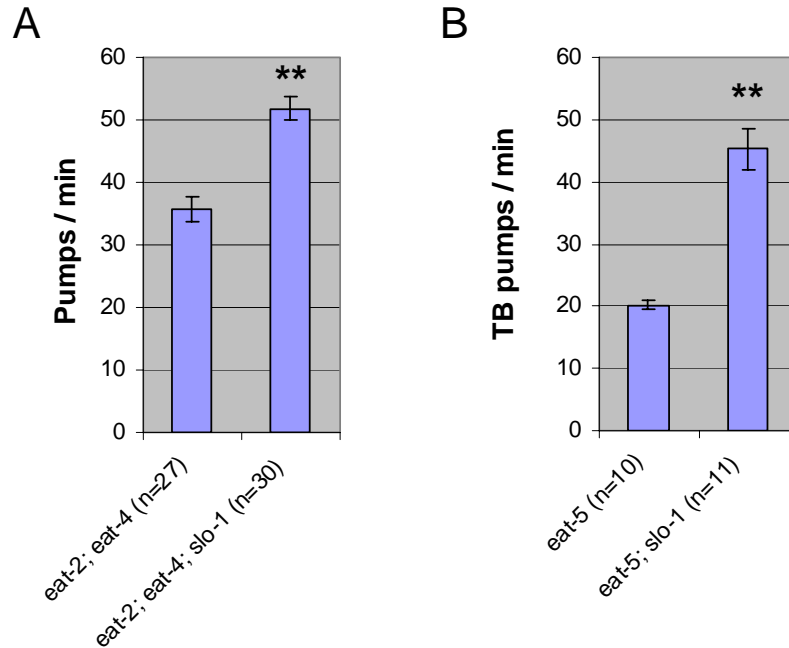 A
60
50
40
30
20
10
0
Pumps / min
**
eat-2; eat-4 (n=27)
eat-2; eat-4; slo-1 (n=30)
B
60
50
40
30
20
10
0
TB pumps / min
**
eat-5 (n=10)
eat-5; slo-1 (n=11)